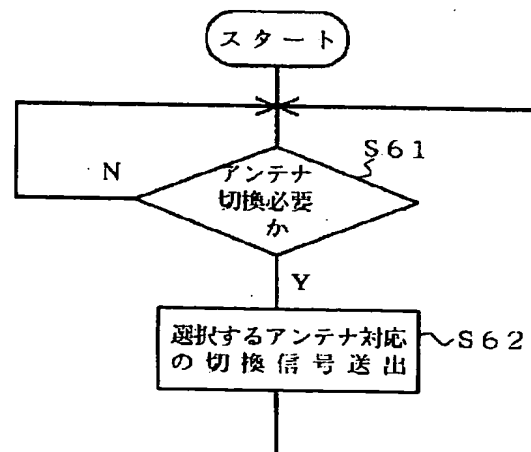 スタート
S61
N
アンテナ
切換必要
か
Y
選択するアンテナ対応
の切換信号送出
S62